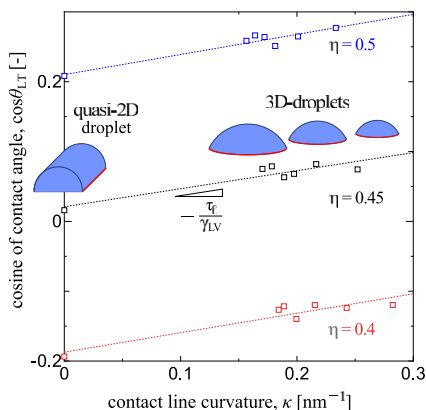 cosine of contact angle, cosθLT [-]
0.2
0
-0.2
quasi-2D
droplet
3D-droplets
η = 0.5
η = 0.45
− τℓ / γLV
η = 0.4
0
0.1
0.2
0.3
contact line curvature, κ [nm⁻¹]